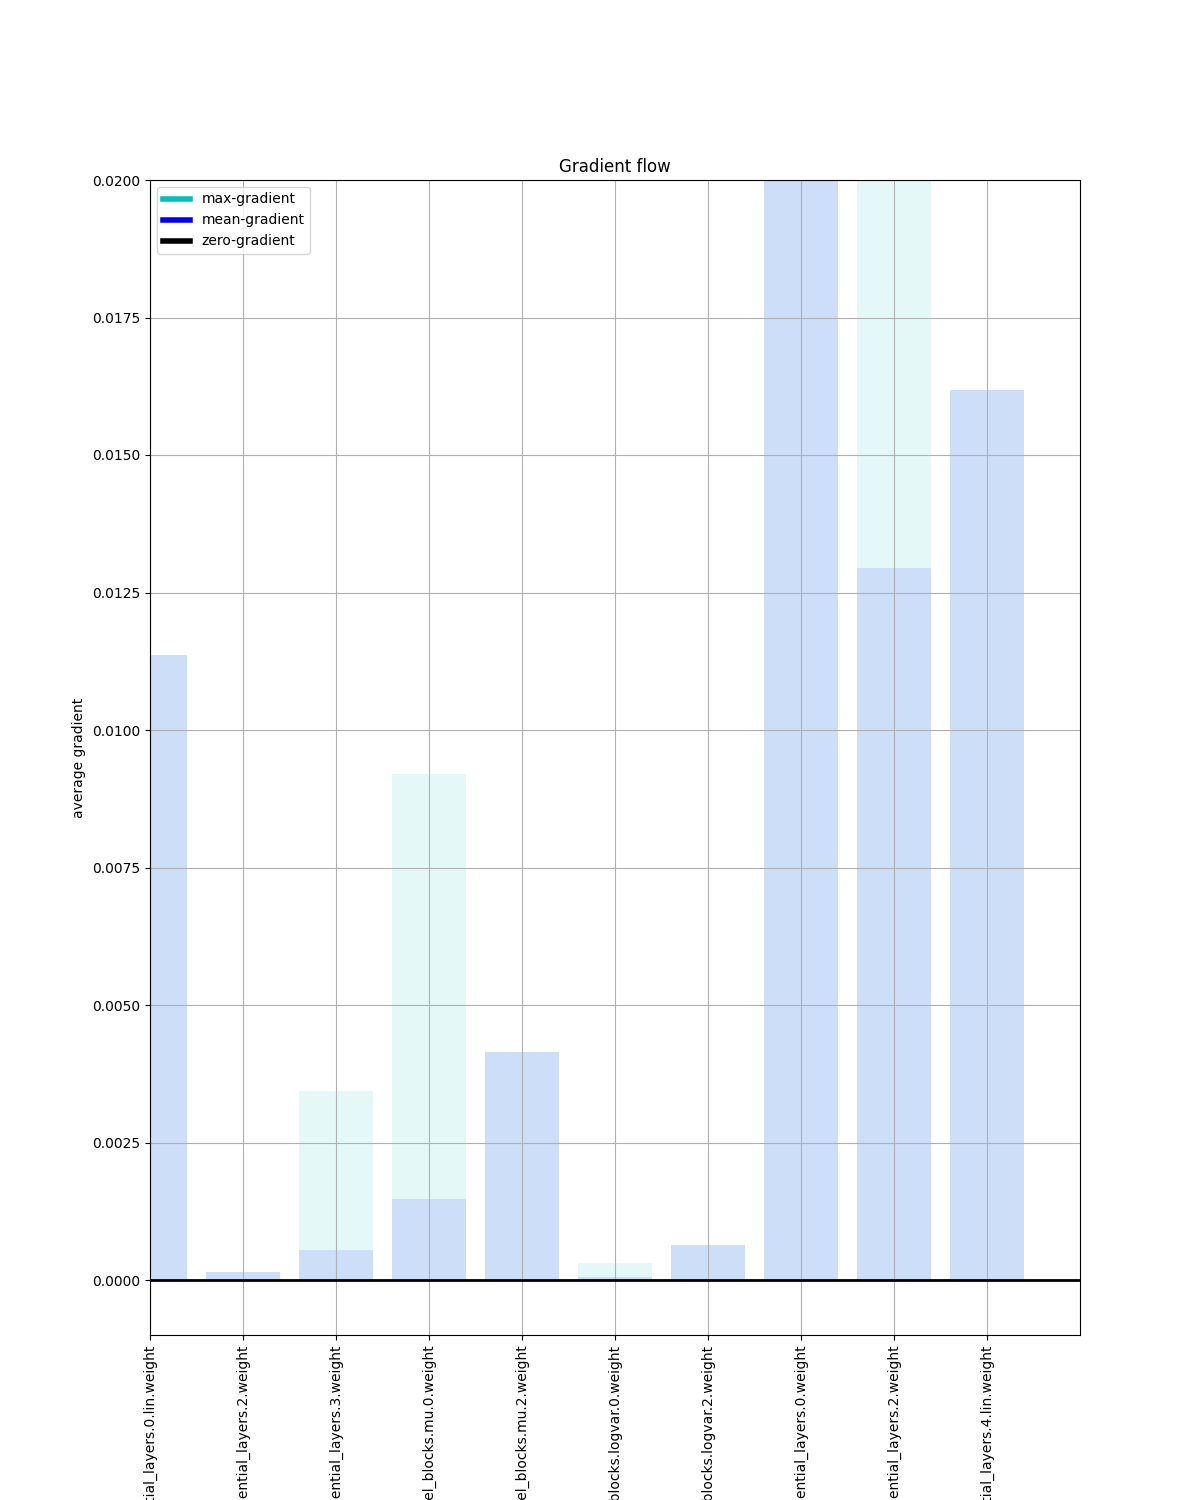 Gradient flow
max-gradient
mean-gradient
zero-gradient
0.0200
0.0175
0.0150
0.0125
0.0100
0.0075
0.0050
0.0025
0.0000
average gradient
tial_layers.0.lin.weight
ential_layers.2.weight
ential_layers.3.weight
el_blocks.mu.0.weight
el_blocks.mu.2.weight
blocks.logvar.0.weight
blocks.logvar.2.weight
ential_layers.0.weight
ential_layers.2.weight
tial_layers.4.lin.weight